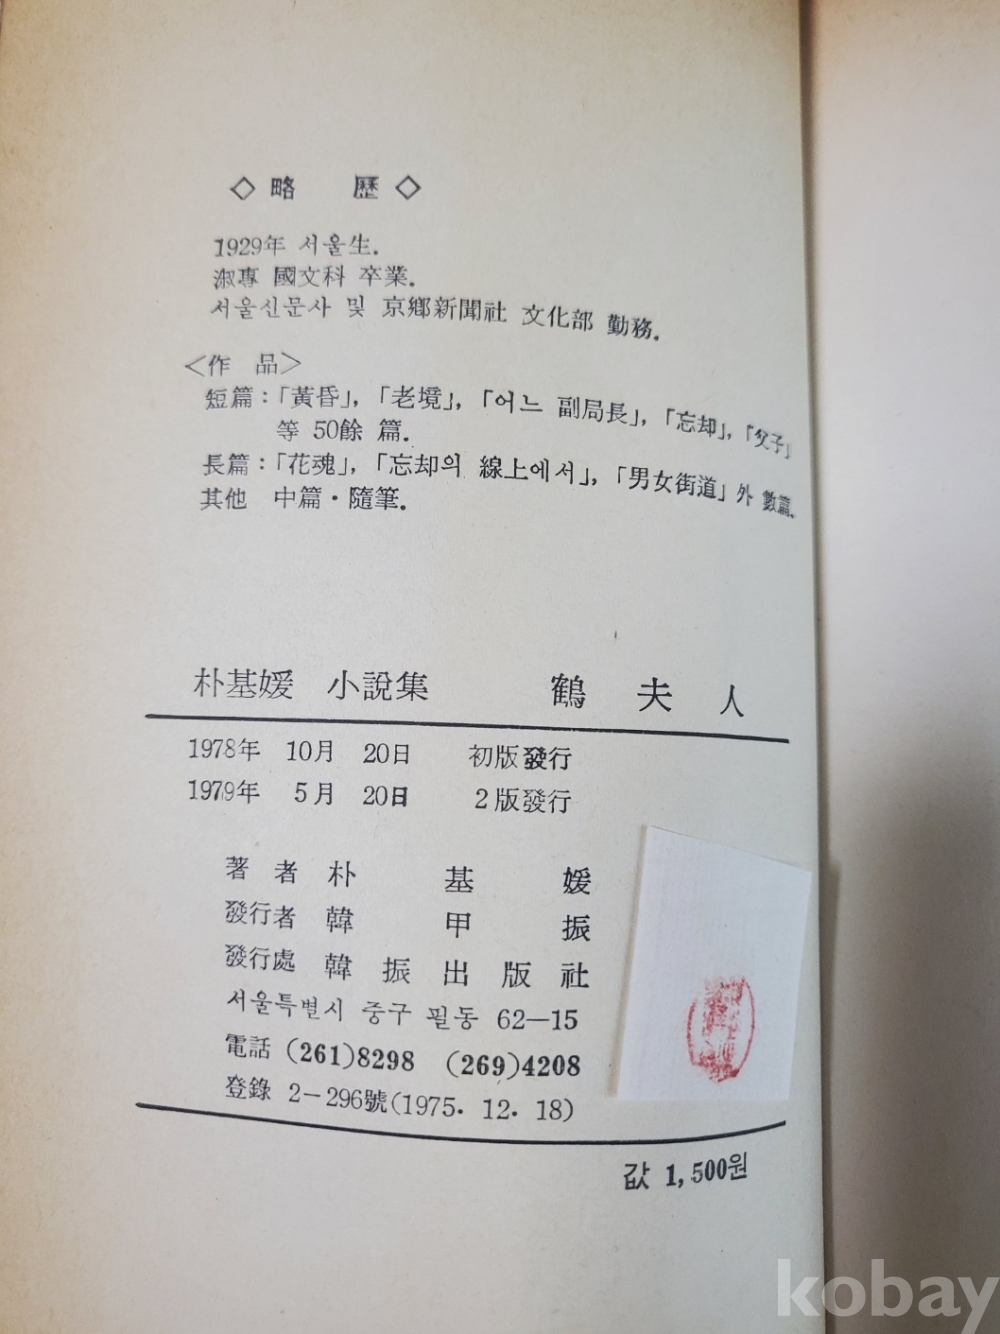 ◇ 略 歷 ◇
1929年 서울生.
淑專 國文科 卒業.
서울신문사 및 京鄕新聞社 文化部 勤務.
<作 品>
短篇:「黃昏」,「老境」,「어느 副局長」,「忘却」,「父子」
等 50餘 篇.
長篇:「花魂」,「忘却의 線上에서」,「男女街道」外 數篇.
其他 中篇·隨筆.
朴基媛 小說集 鶴 夫 人
1978年 10月 20日 初版發行
1979年 5月 20日 2版發行
著 者 朴 基 媛
發行者 韓 甲 振
發行處 韓 振 出 版 社
서울특별시 중구 필동 62—15
電話 (261)8298 (269)4208
登錄 2－296號(1975. 12. 18)
값 1,500원
kobay